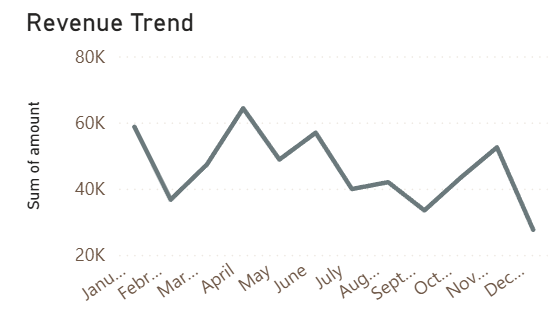 Revenue Trend
80K
60K
40K
20K
Sum of amount
Janu...
Febr...
Mar...
April
May
June
July
Aug...
Sept...
Oct...
Nov...
Dec...